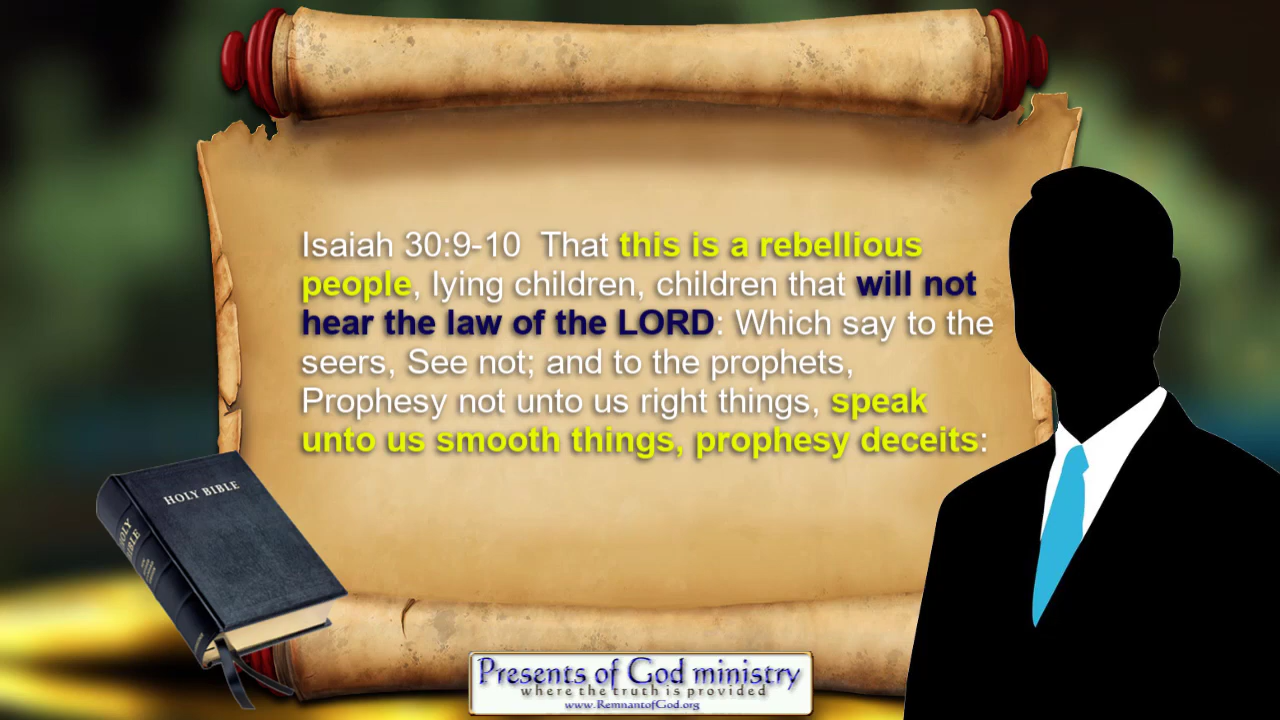 Isaiah 30:9-10  That this is a rebellious
people, lying children, children that will not
hear the law of the LORD: Which say to the
seers, See not; and to the prophets,
Prophesy not unto us right things, speak
unto us smooth things, prophesy deceits:
HOLY BIBLE
HOLY
BIBLE
Presents of God ministry
where the truth is provided
www.RemnantofGod.org